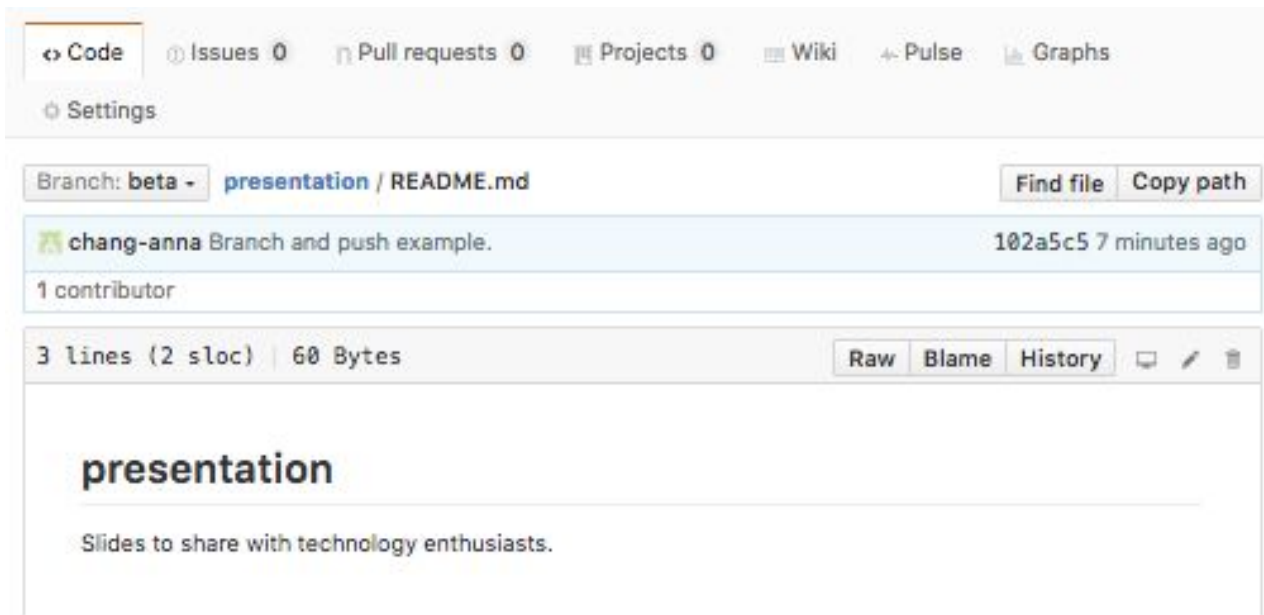 <> Code Issues 0 Pull requests 0 Projects 0 Wiki Pulse Graphs
Settings
Branch: beta presentation / README.md Find file Copy path
chang-anna Branch and push example. 102a5c5 7 minutes ago
1 contributor
3 lines (2 sloc) | 60 Bytes Raw Blame History
presentation
Slides to share with technology enthusiasts.